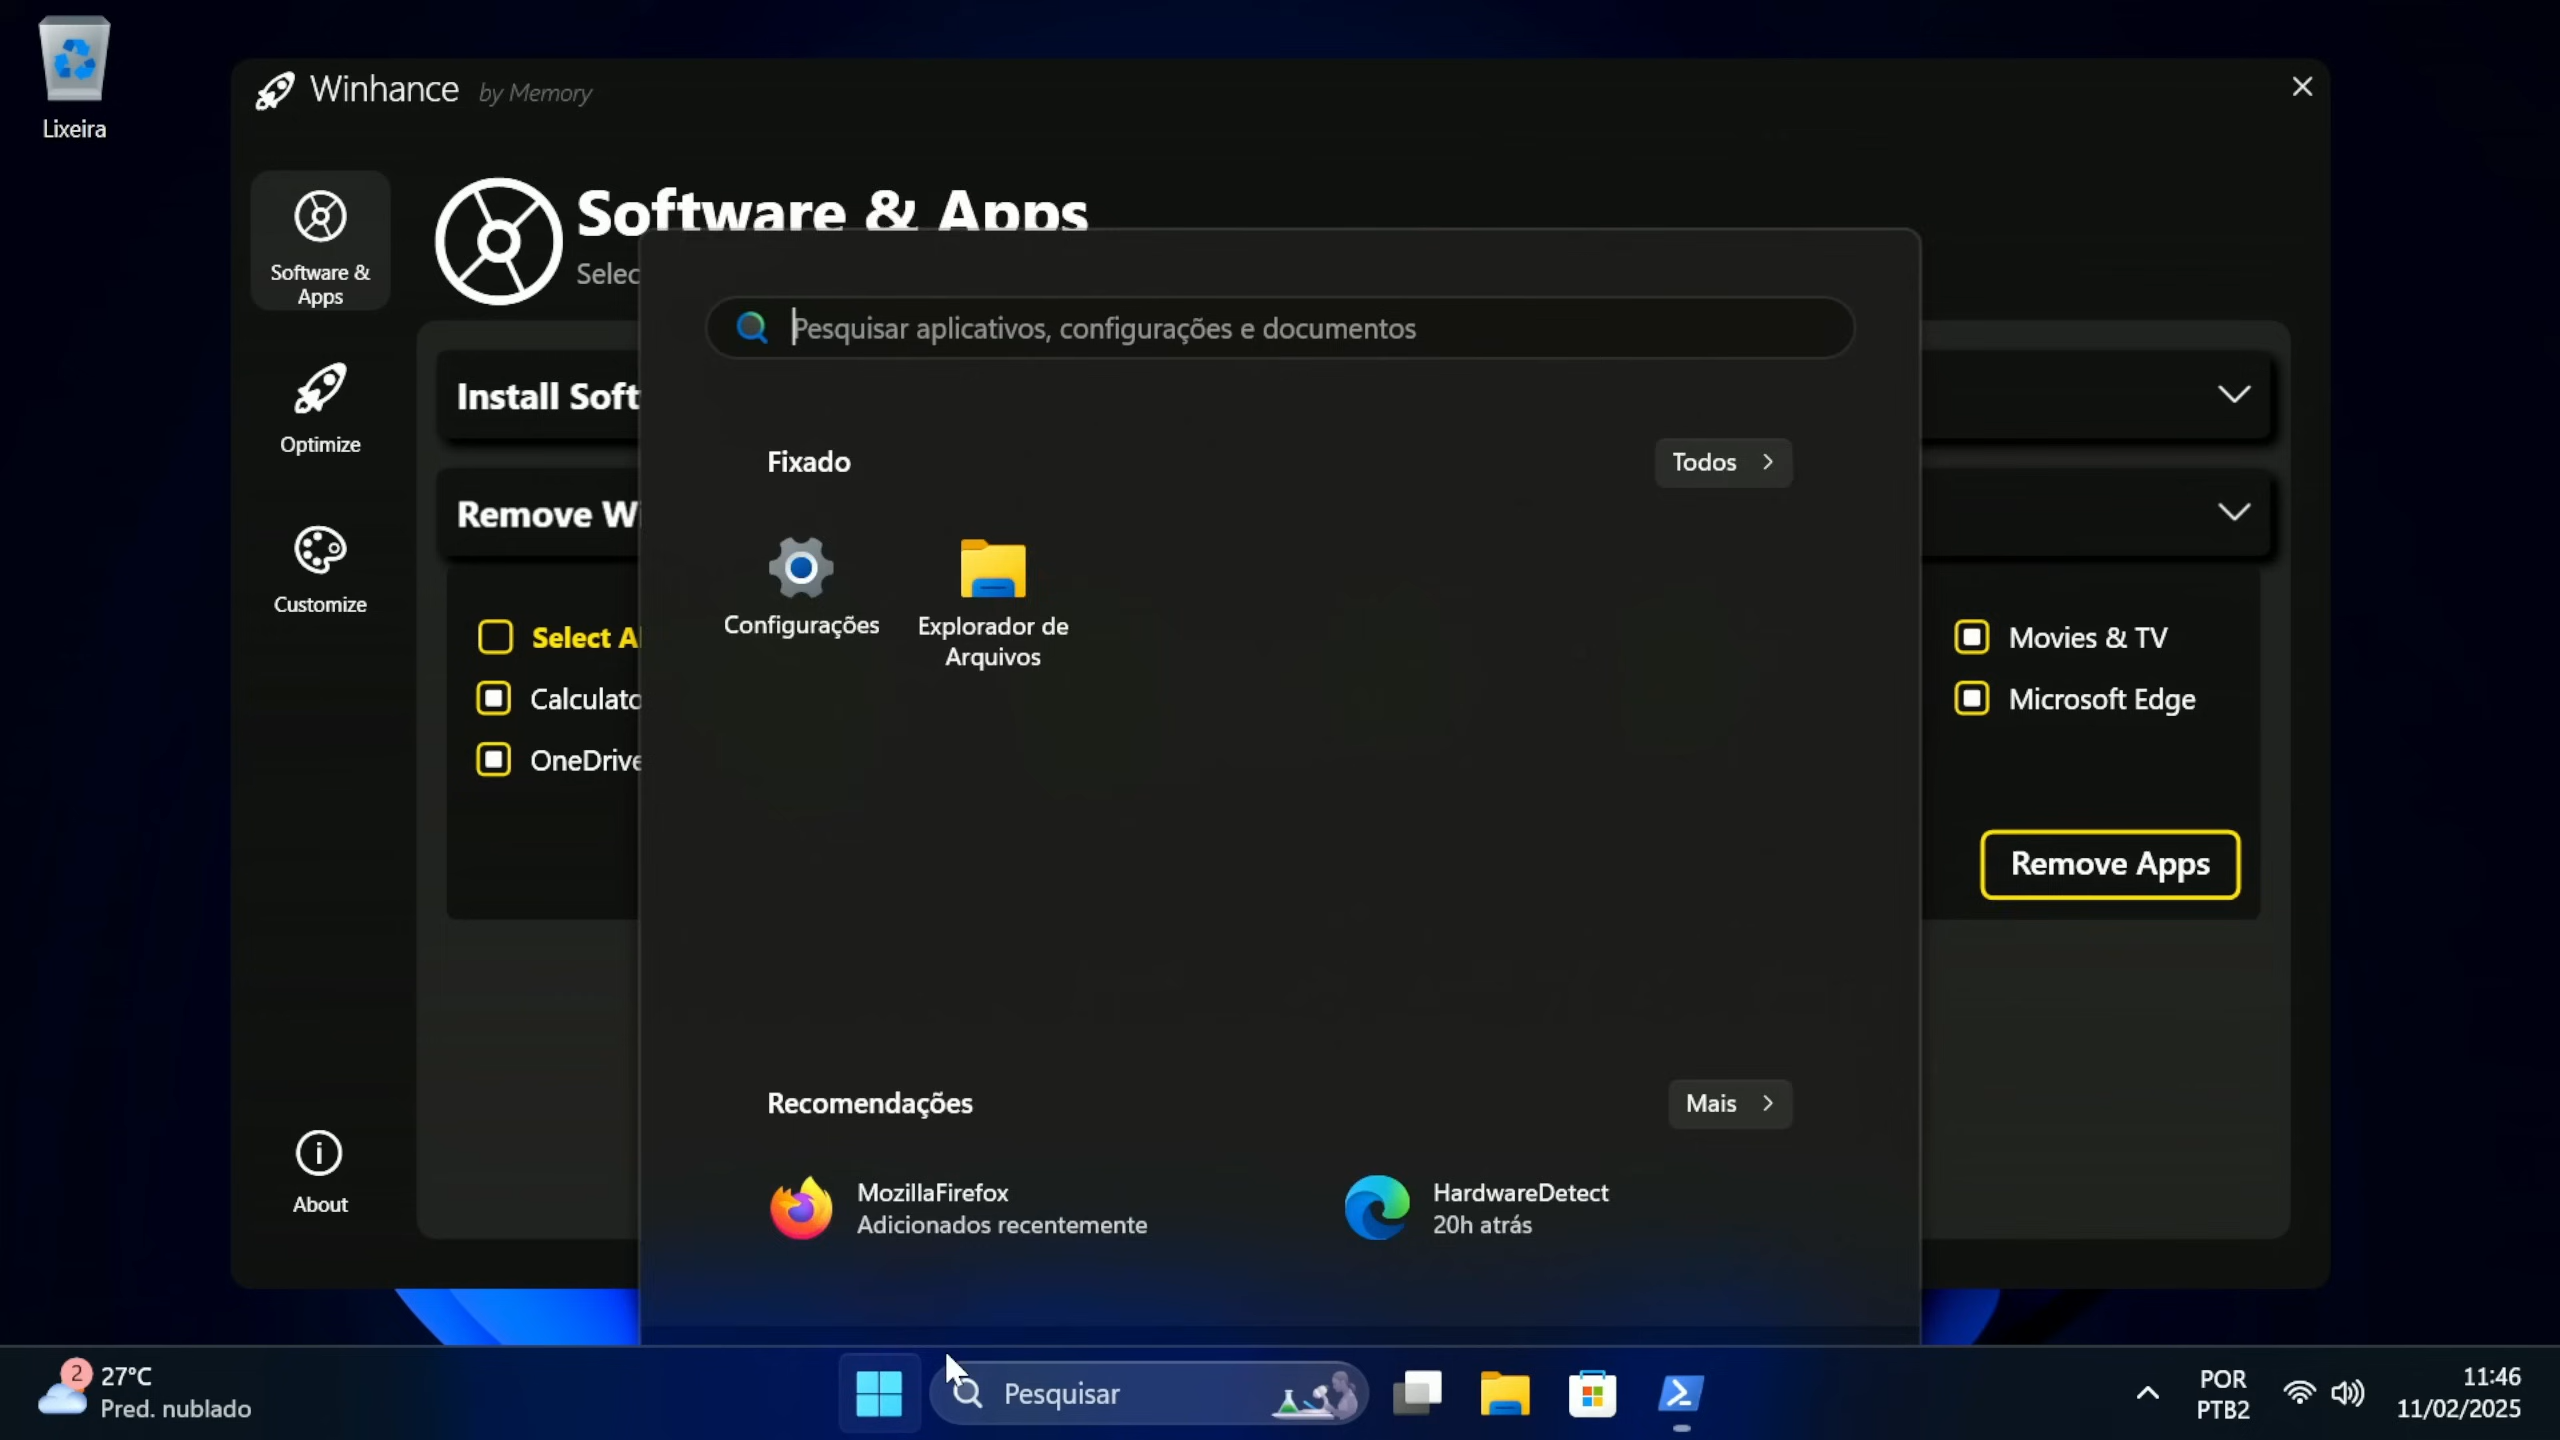 Lixeira
Winhance by Memory
Software &
Apps
Optimize
Customize
About
Software & Apps
Selec
Install Soft
Remove W
Select Al
Calculato
OneDrive
Movies & TV
Microsoft Edge
Remove Apps
Pesquisar aplicativos, configurações e documentos
Fixado
Todos
Configurações
Explorador de
Arquivos
Recomendações
Mais
MozillaFirefox
Adicionados recentemente
HardwareDetect
20h atrás
2
27°C
Pred. nublado
Pesquisar
POR
PTB2
11:46
11/02/2025